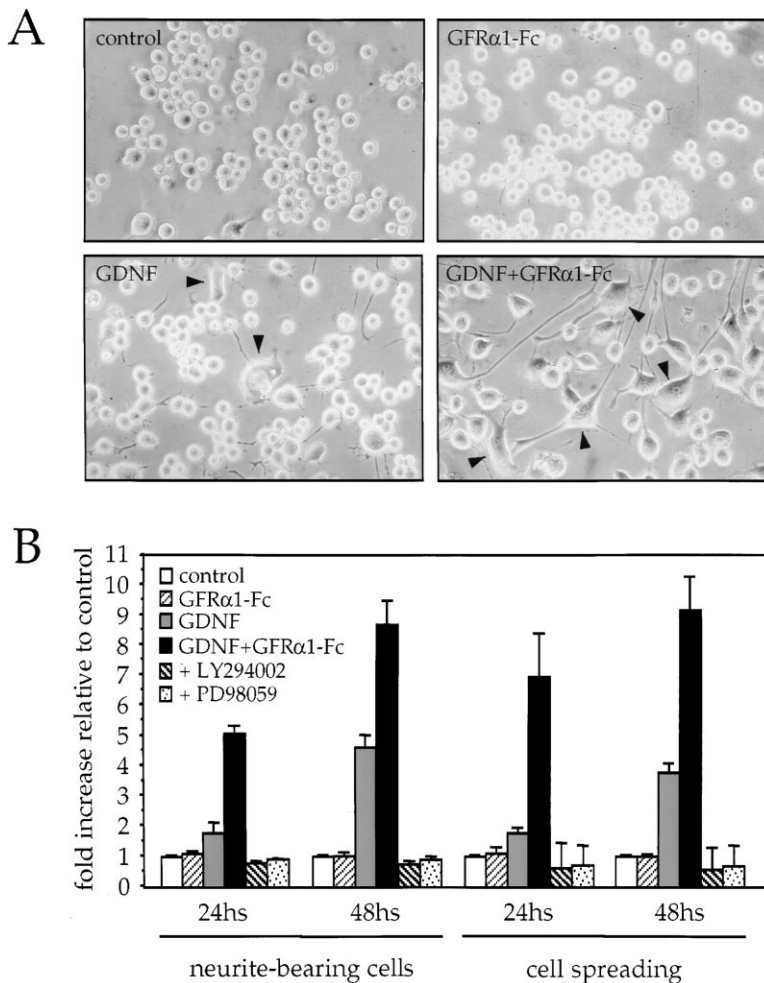 A
control
GFRα1-Fc
GDNF
GDNF+GFRα1-Fc
B
fold increase relative to control
11
10
9
8
7
6
5
4
3
2
1
0
control
GFRα1-Fc
GDNF
GDNF+GFRα1-Fc
+ LY294002
+ PD98059
24hs
48hs
24hs
48hs
neurite-bearing cells
cell spreading